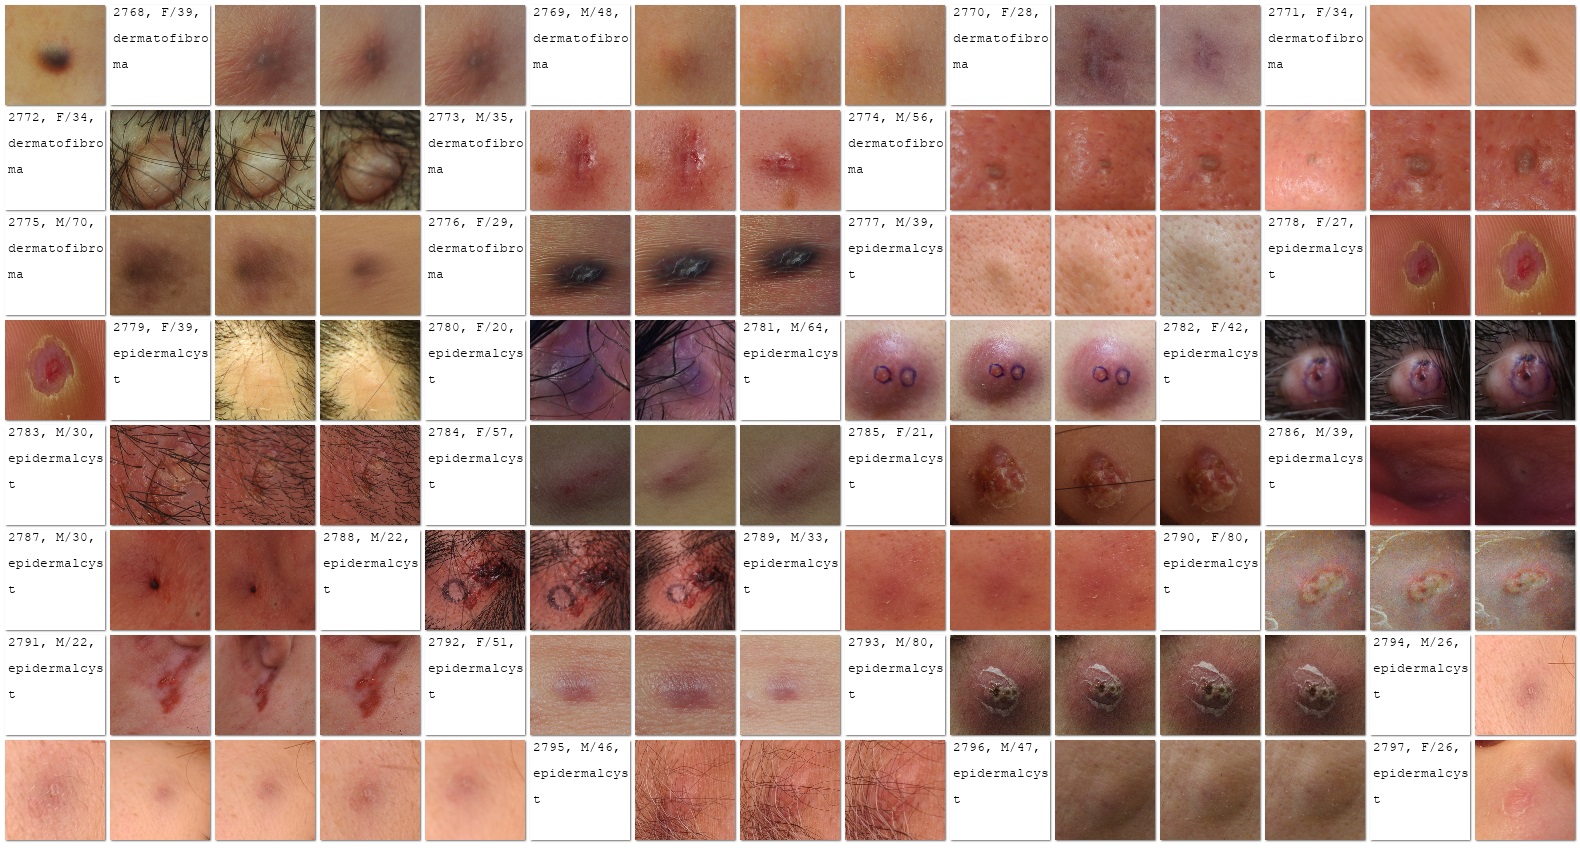 2768, F/39,
dermatofibro
ma
2769, M/48,
dermatofibro
ma
2770, F/28,
dermatofibro
ma
2771, F/34,
dermatofibro
ma
2772, F/34,
dermatofibro
ma
2773, M/35,
dermatofibro
ma
2774, M/56,
dermatofibro
ma
2775, M/70,
dermatofibro
ma
2776, F/29,
dermatofibro
ma
2777, M/39,
epidermalcys
t
2778, F/27,
epidermalcys
t
2779, F/39,
epidermalcys
t
2780, F/20,
epidermalcys
t
2781, M/64,
epidermalcys
t
2782, F/42,
epidermalcys
t
2783, M/30,
epidermalcys
t
2784, F/57,
epidermalcys
t
2785, F/21,
epidermalcys
t
2786, M/39,
epidermalcys
t
2787, M/30,
epidermalcys
t
2788, M/22,
epidermalcys
t
2789, M/33,
epidermalcys
t
2790, F/80,
epidermalcys
t
2791, M/22,
epidermalcys
t
2792, F/51,
epidermalcys
t
2793, M/80,
epidermalcys
t
2794, M/26,
epidermalcys
t
2795, M/46,
epidermalcys
t
2796, M/47,
epidermalcys
t
2797, F/26,
epidermalcys
t